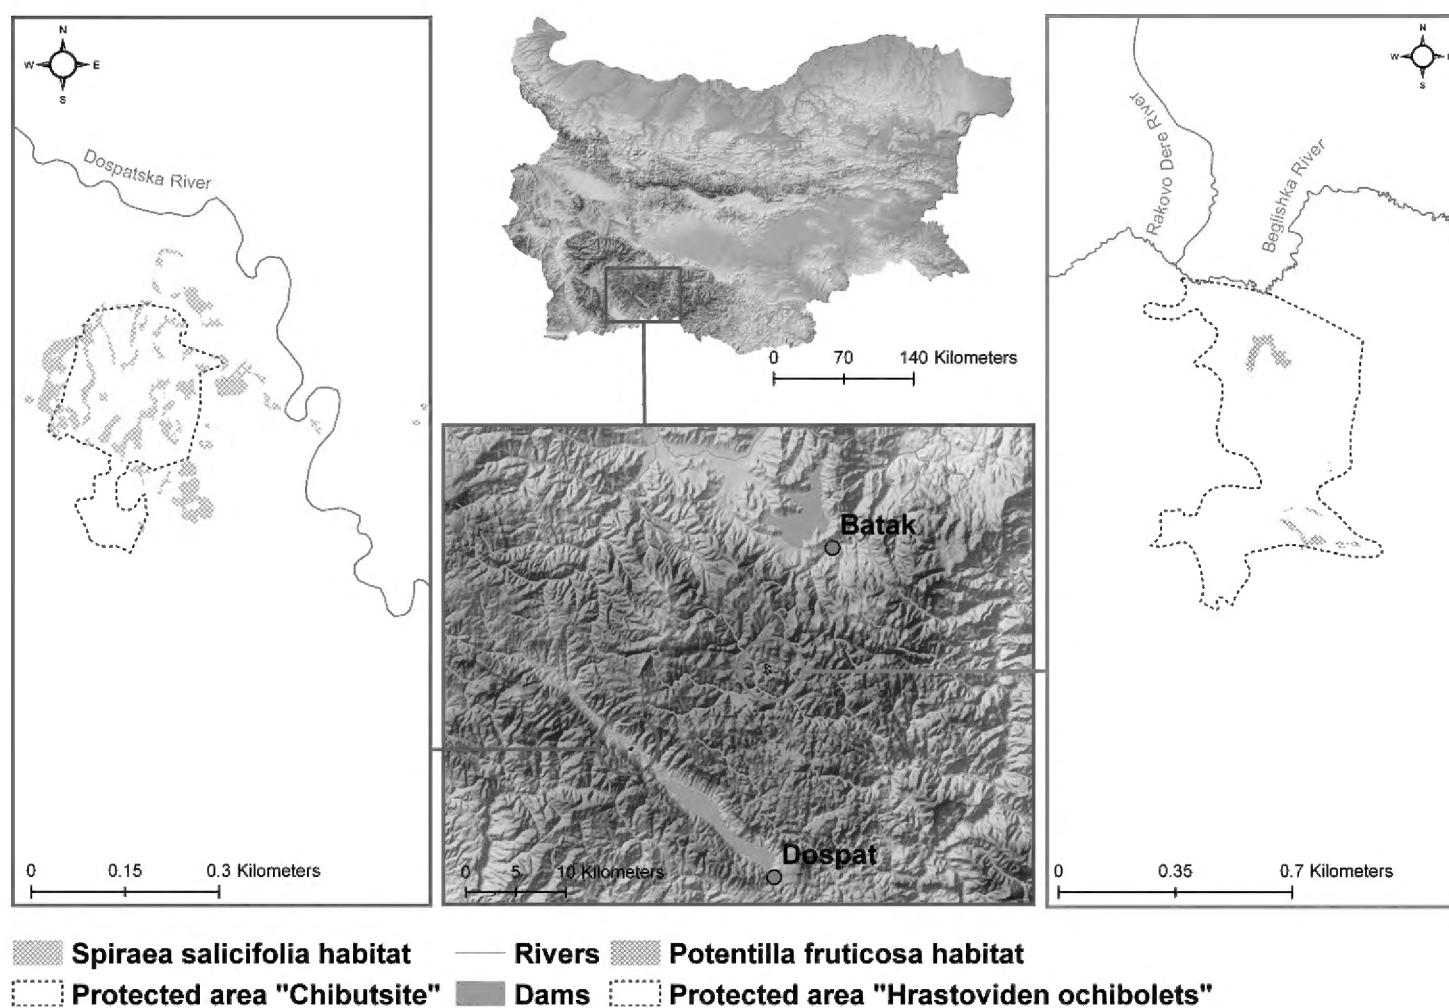 N
W E
S
Dospatska River
0 0.15 0.3 Kilometers
0 70 140 Kilometers
Batak
Dospat
0 5 10 Kilometers
N
W
S
Rakovo Dere River
Beglishka River
0 0.35 0.7 Kilometers
Spiraea salicifolia habitat
Rivers
Potentilla fruticosa habitat
Protected area "Chibutsite"
Dams
Protected area "Hrastoviden ochibolets"